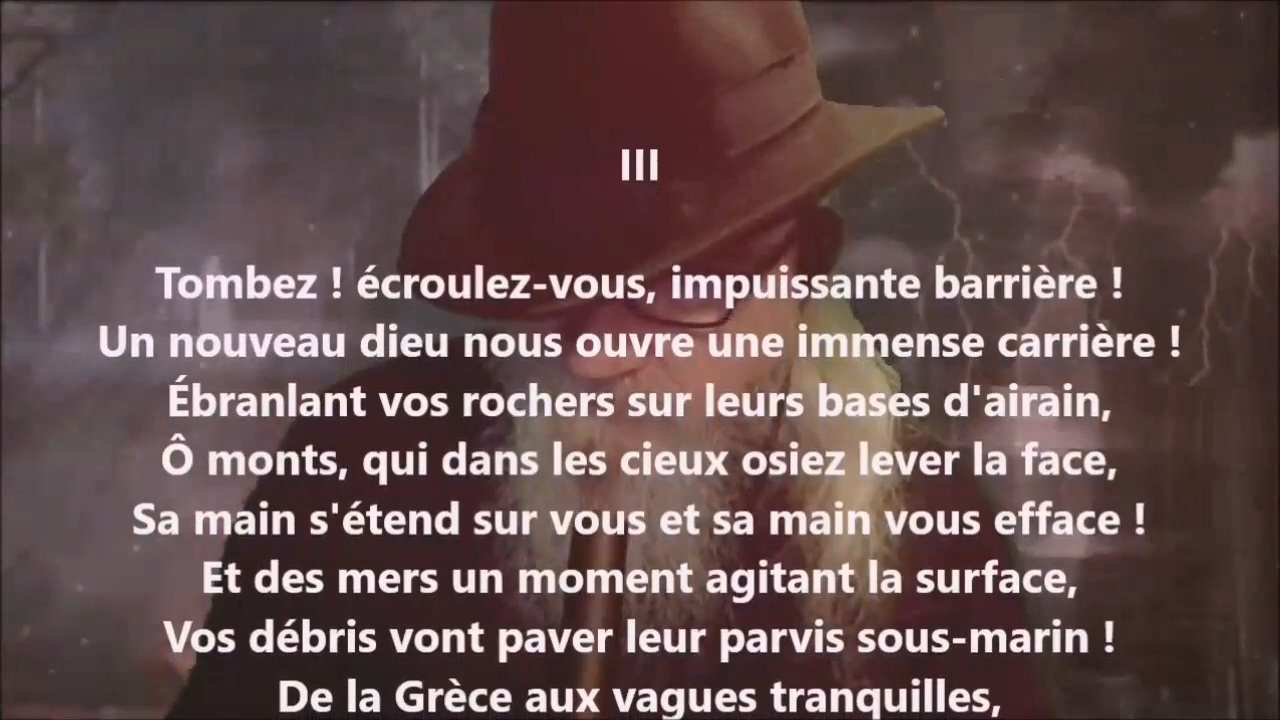 III
Tombez ! écroulez-vous, impuissante barrière !
Un nouveau dieu nous ouvre une immense carrière !
Ébranlant vos rochers sur leurs bases d'airain,
Ô monts, qui dans les cieux osiez lever la face,
Sa main s'étend sur vous et sa main vous efface !
Et des mers un moment agitant la surface,
Vos débris vont paver leur parvis sous-marin !
De la Grèce aux vagues tranquilles,